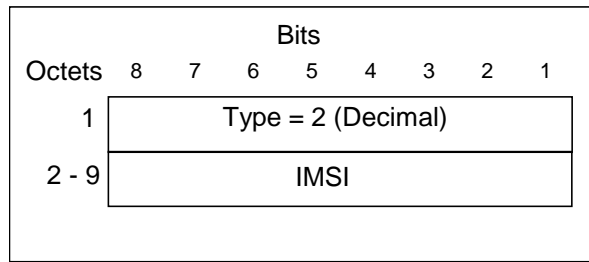 Bits
Octets 8 7 6 5 4 3 2 1
1 Type = 2 (Decimal)
2 - 9 IMSI